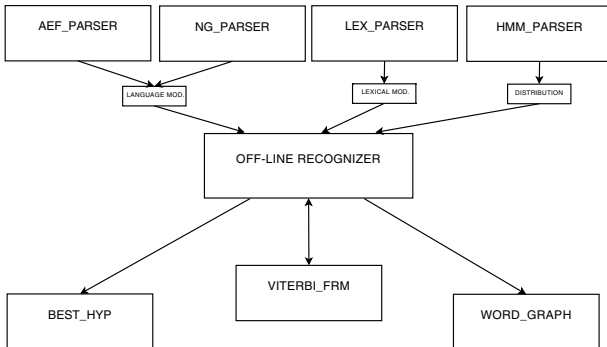 AEF_PARSER
NG_PARSER
LEX_PARSER
HMM_PARSER
LANGUAGE MOD.
LEXICAL MOD.
DISTRIBUTION
OFF-LINE RECOGNIZER
VITERBI_FRM
BEST_HYP
WORD_GRAPH